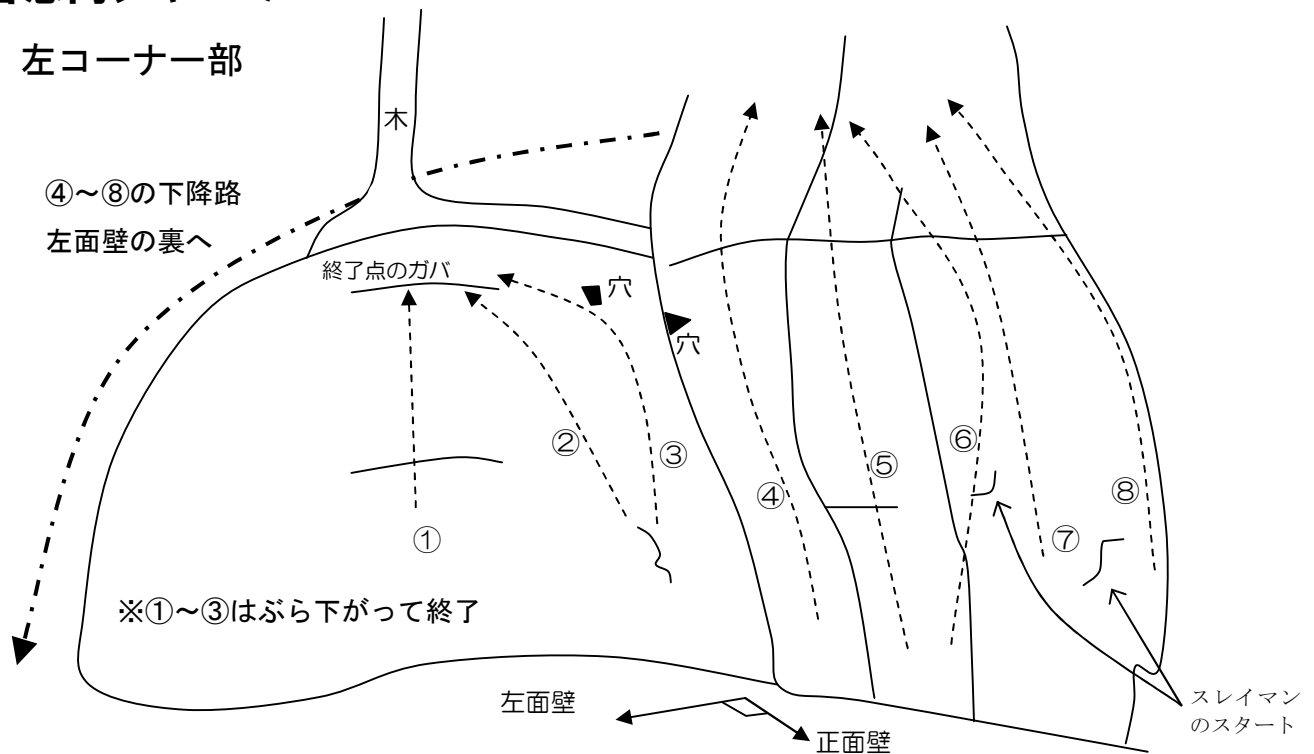 左コーナー部
木
④～⑧の下降路
左面壁の裏へ
終了点のガバ
穴
穴
②
③
⑥
⑤
④
⑧
①
⑦
※①～③はぶら下がって終了
左面壁
正面壁
スレイマン
のスタート